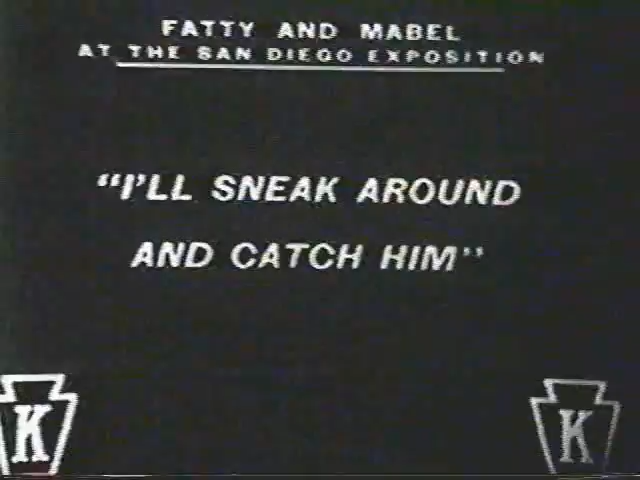 FATTY AND MABEL
AT THE SAN DIEGO EXPOSITION
"I'LL SNEAK AROUND
AND CATCH HIM"
K K